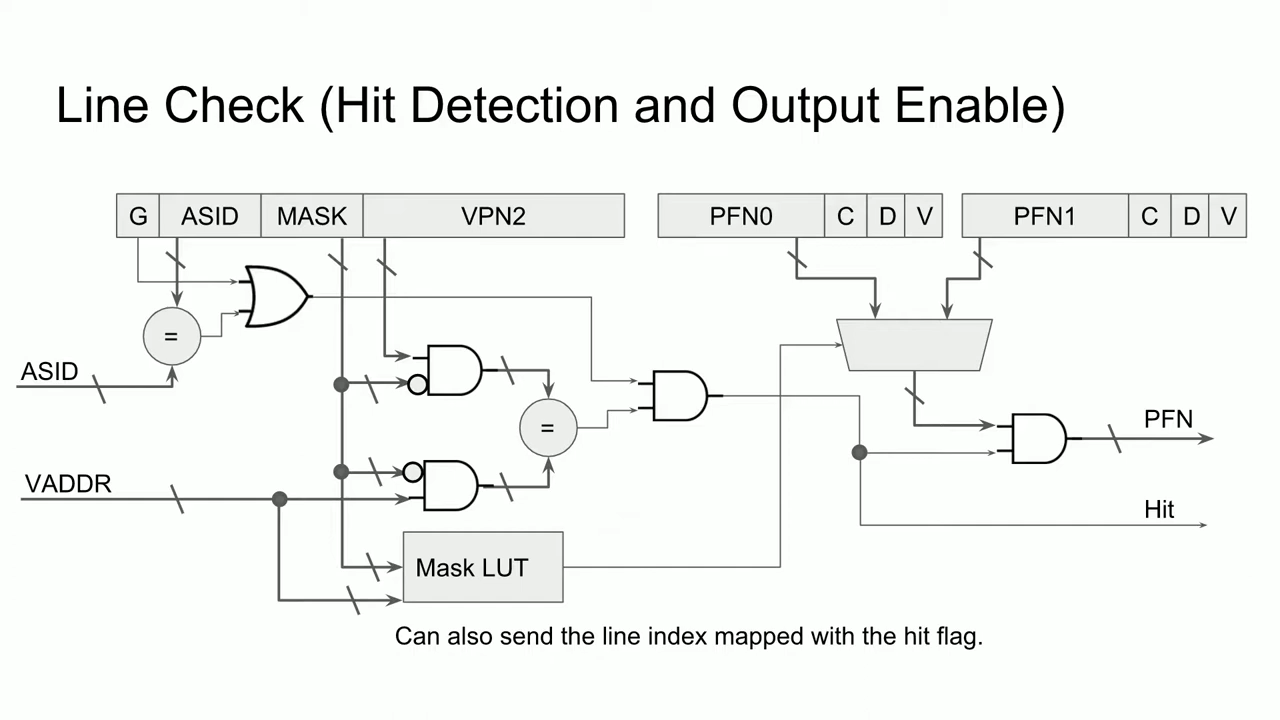 Line Check (Hit Detection and Output Enable)
G ASID MASK VPN2 PFN0 C D V PFN1 C D V
=
ASID
=
PFN
VADDR
Hit
Mask LUT
Can also send the line index mapped with the hit flag.